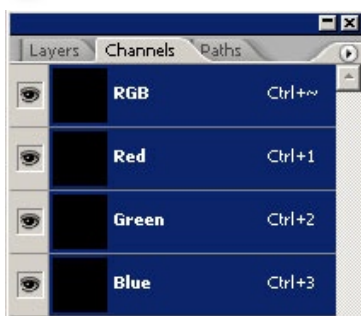 Layers Channels Paths
RGB Ctrl+~
Red Ctrl+1
Green Ctrl+2
Blue Ctrl+3